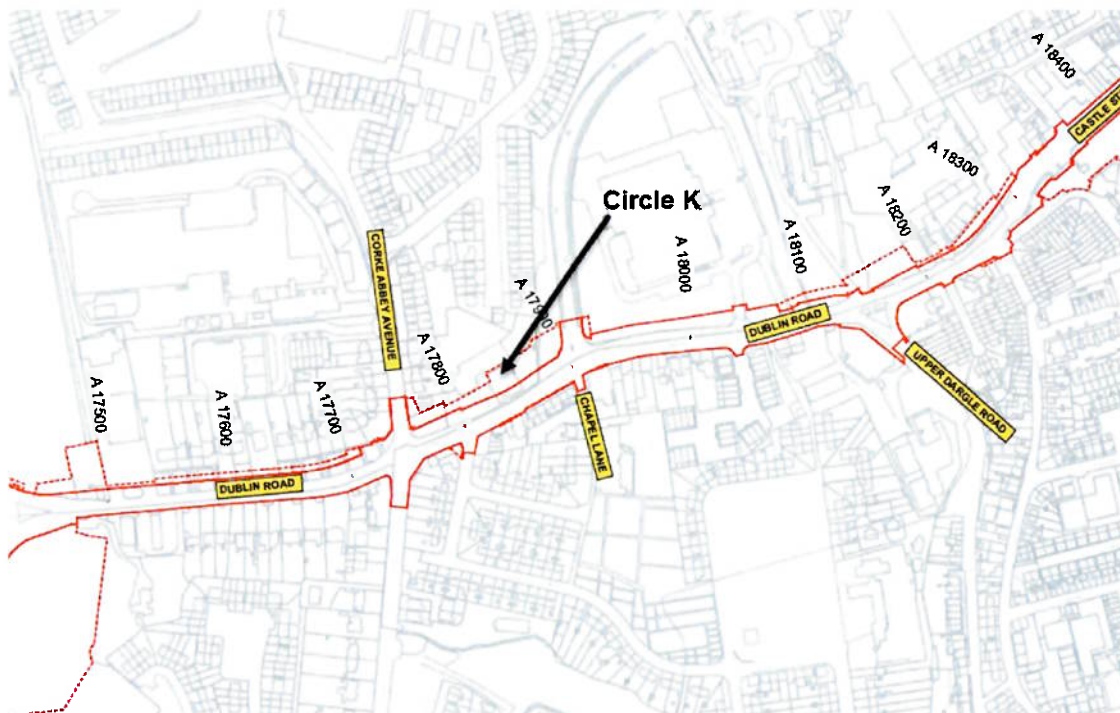 A 18400
CASTLE ST
A 18300
Circle K
A 18200
A 18100
A 18000
CORKE ABBEY AVENUE
A 17900
DUBLIN ROAD
A 17800
UPPER DARGLE ROAD
A 17700
A 17600
A 17500
CHAPEL LANE
DUBLIN ROAD